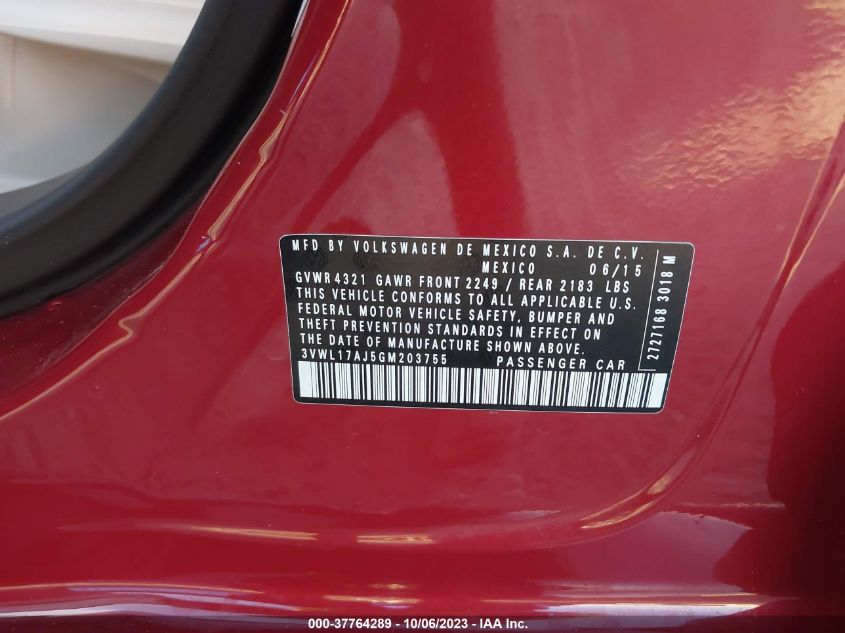 MFD BY VOLKSWAGEN DE MEXICO S.A. DE C.V.
MEXICO 06/15
GVWR 4321 GAWR FRONT 2249 / REAR 2183 LBS
THIS VEHICLE CONFORMS TO ALL APPLICABLE U.S.
FEDERAL MOTOR VEHICLE SAFETY, BUMPER AND
THEFT PREVENTION STANDARDS IN EFFECT ON
THE DATE OF MANUFACTURE SHOWN ABOVE.
3VWL17AJ5GM203755 PASSENGER CAR
2727168 3018 M
000-37764289 - 10/06/2023 - IAA Inc.